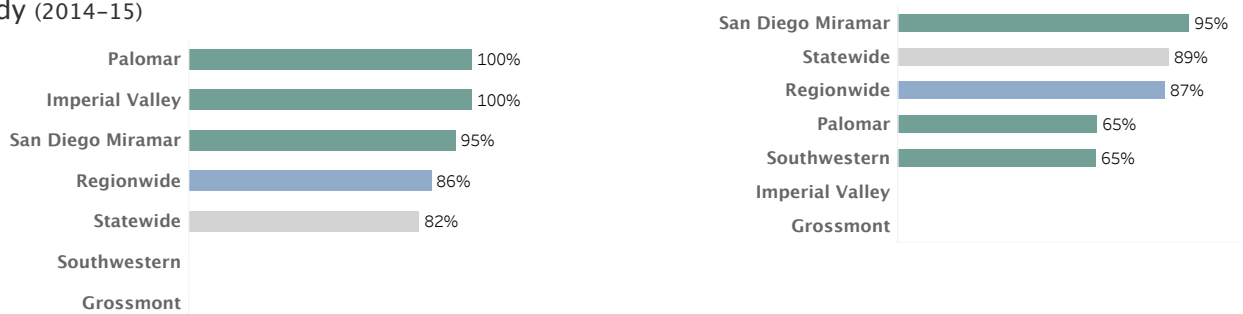 dy (2014–15)
Palomar 100%
Imperial Valley 100%
San Diego Miramar 95%
Regionwide 86%
Statewide 82%
Southwestern
Grossmont
San Diego Miramar 95%
Statewide 89%
Regionwide 87%
Palomar 65%
Southwestern 65%
Imperial Valley
Grossmont